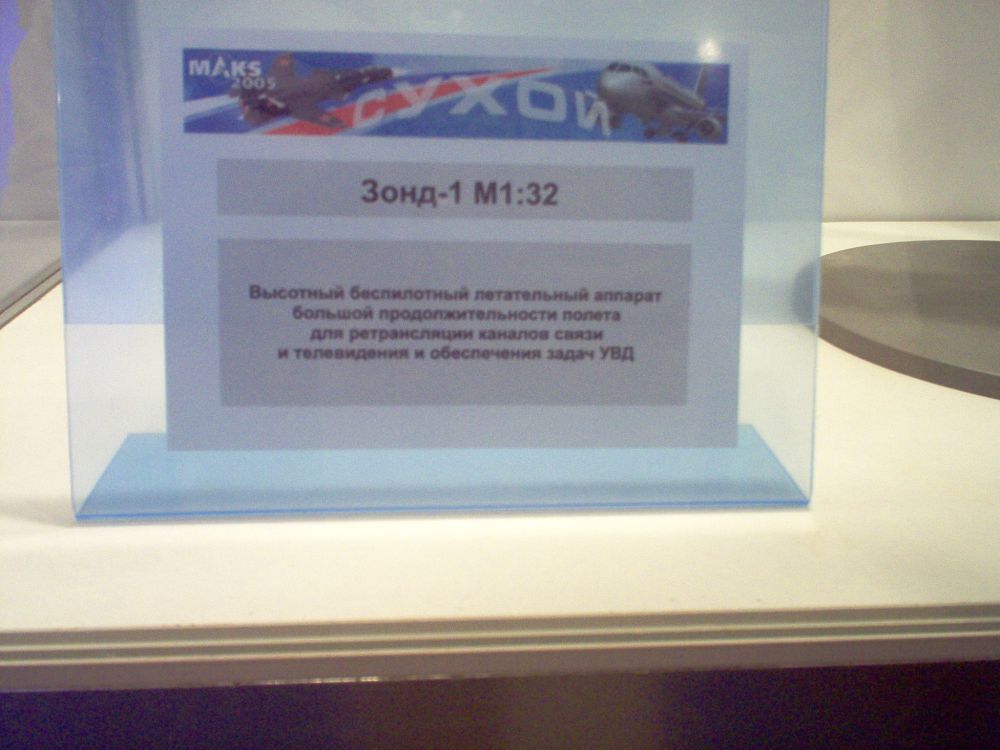 MAKS
2005
СУХОЙ
Зонд-1 М1:32
Высотный беспилотный летательный аппарат
большой продолжительности полета
для ретрансляции каналов связи
и телевидения и обеспечения задач УВД